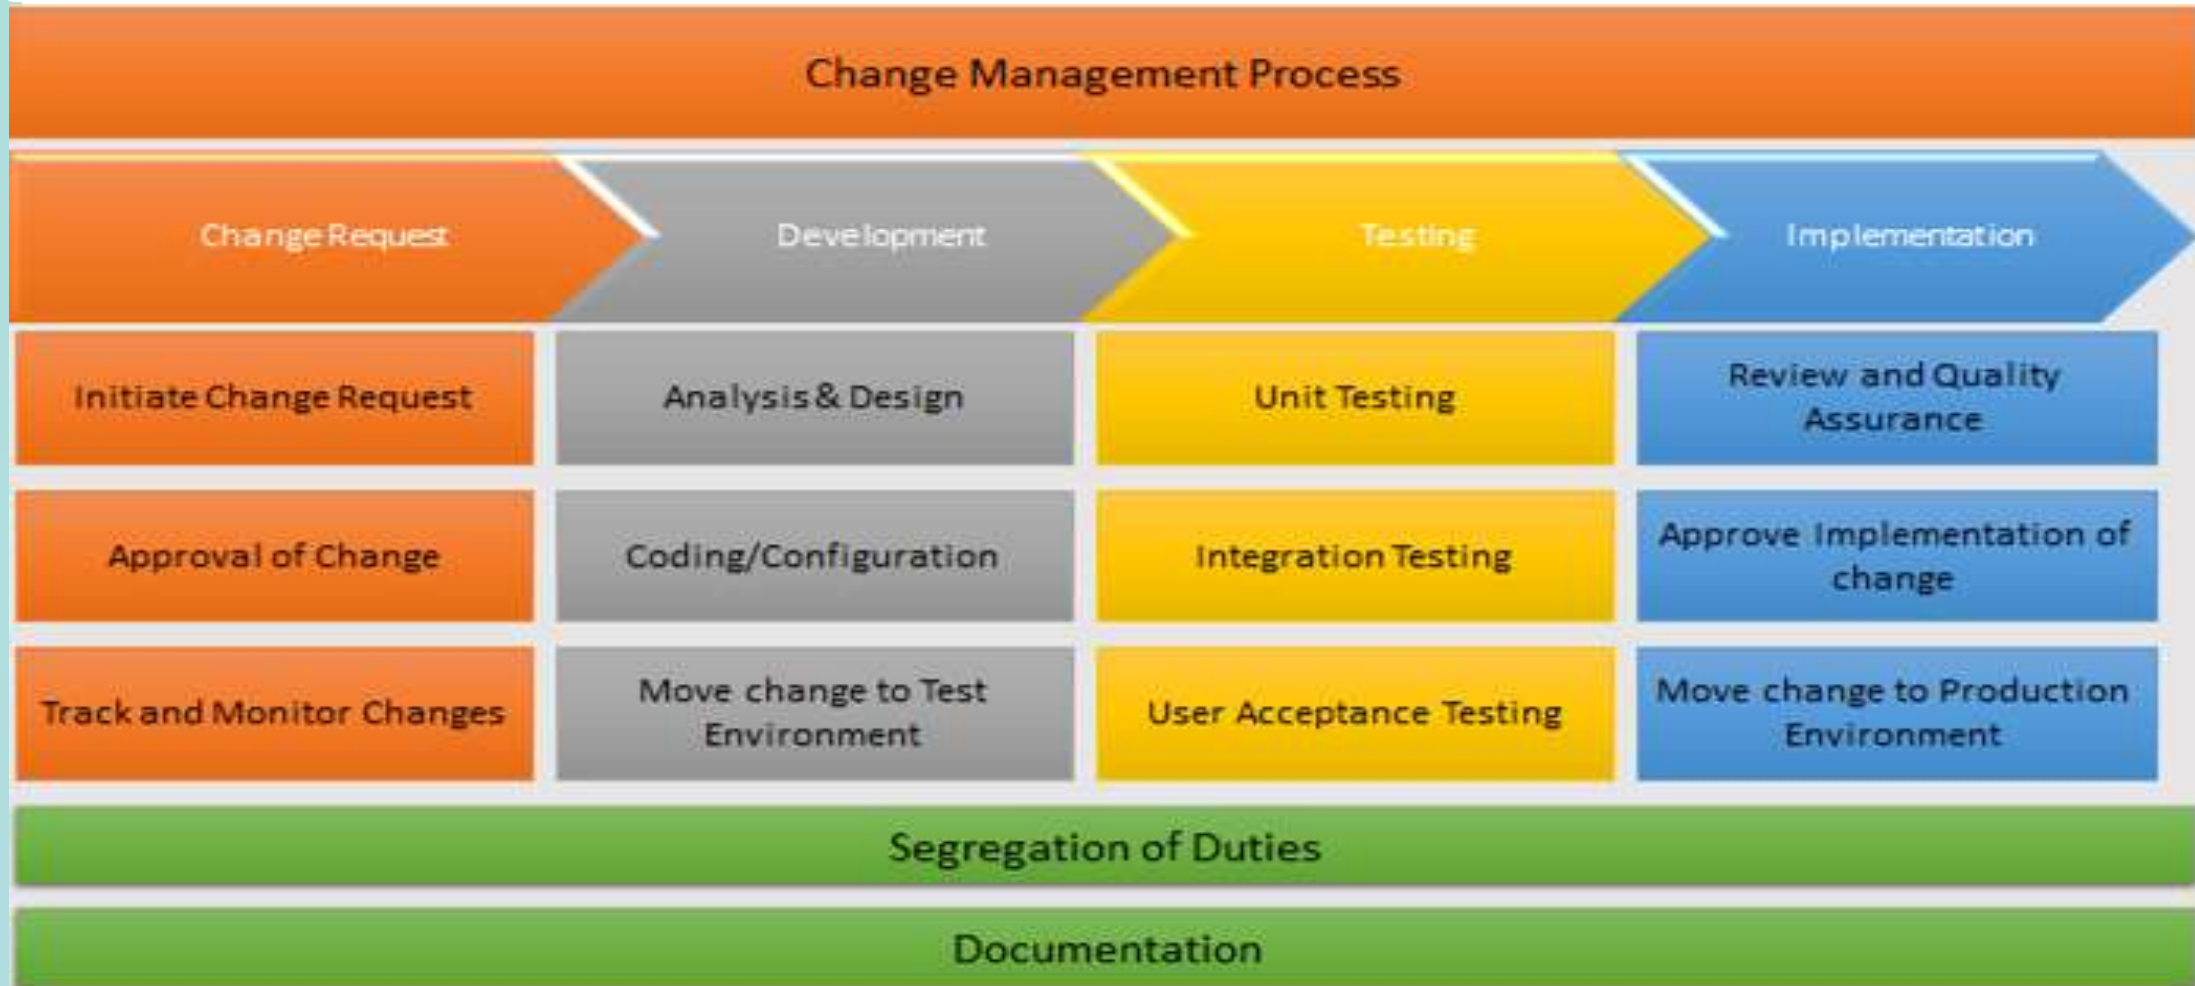 Change Management Process
Change Request
Development
Testing
Implementation
Initiate Change Request
Analysis & Design
Unit Testing
Review and Quality
Assurance
Approval of Change
Coding/Configuration
Integration Testing
Approve Implementation of
change
Track and Monitor Changes
Move change to Test
Environment
User Acceptance Testing
Move change to Production
Environment
Segregation of Duties
Documentation